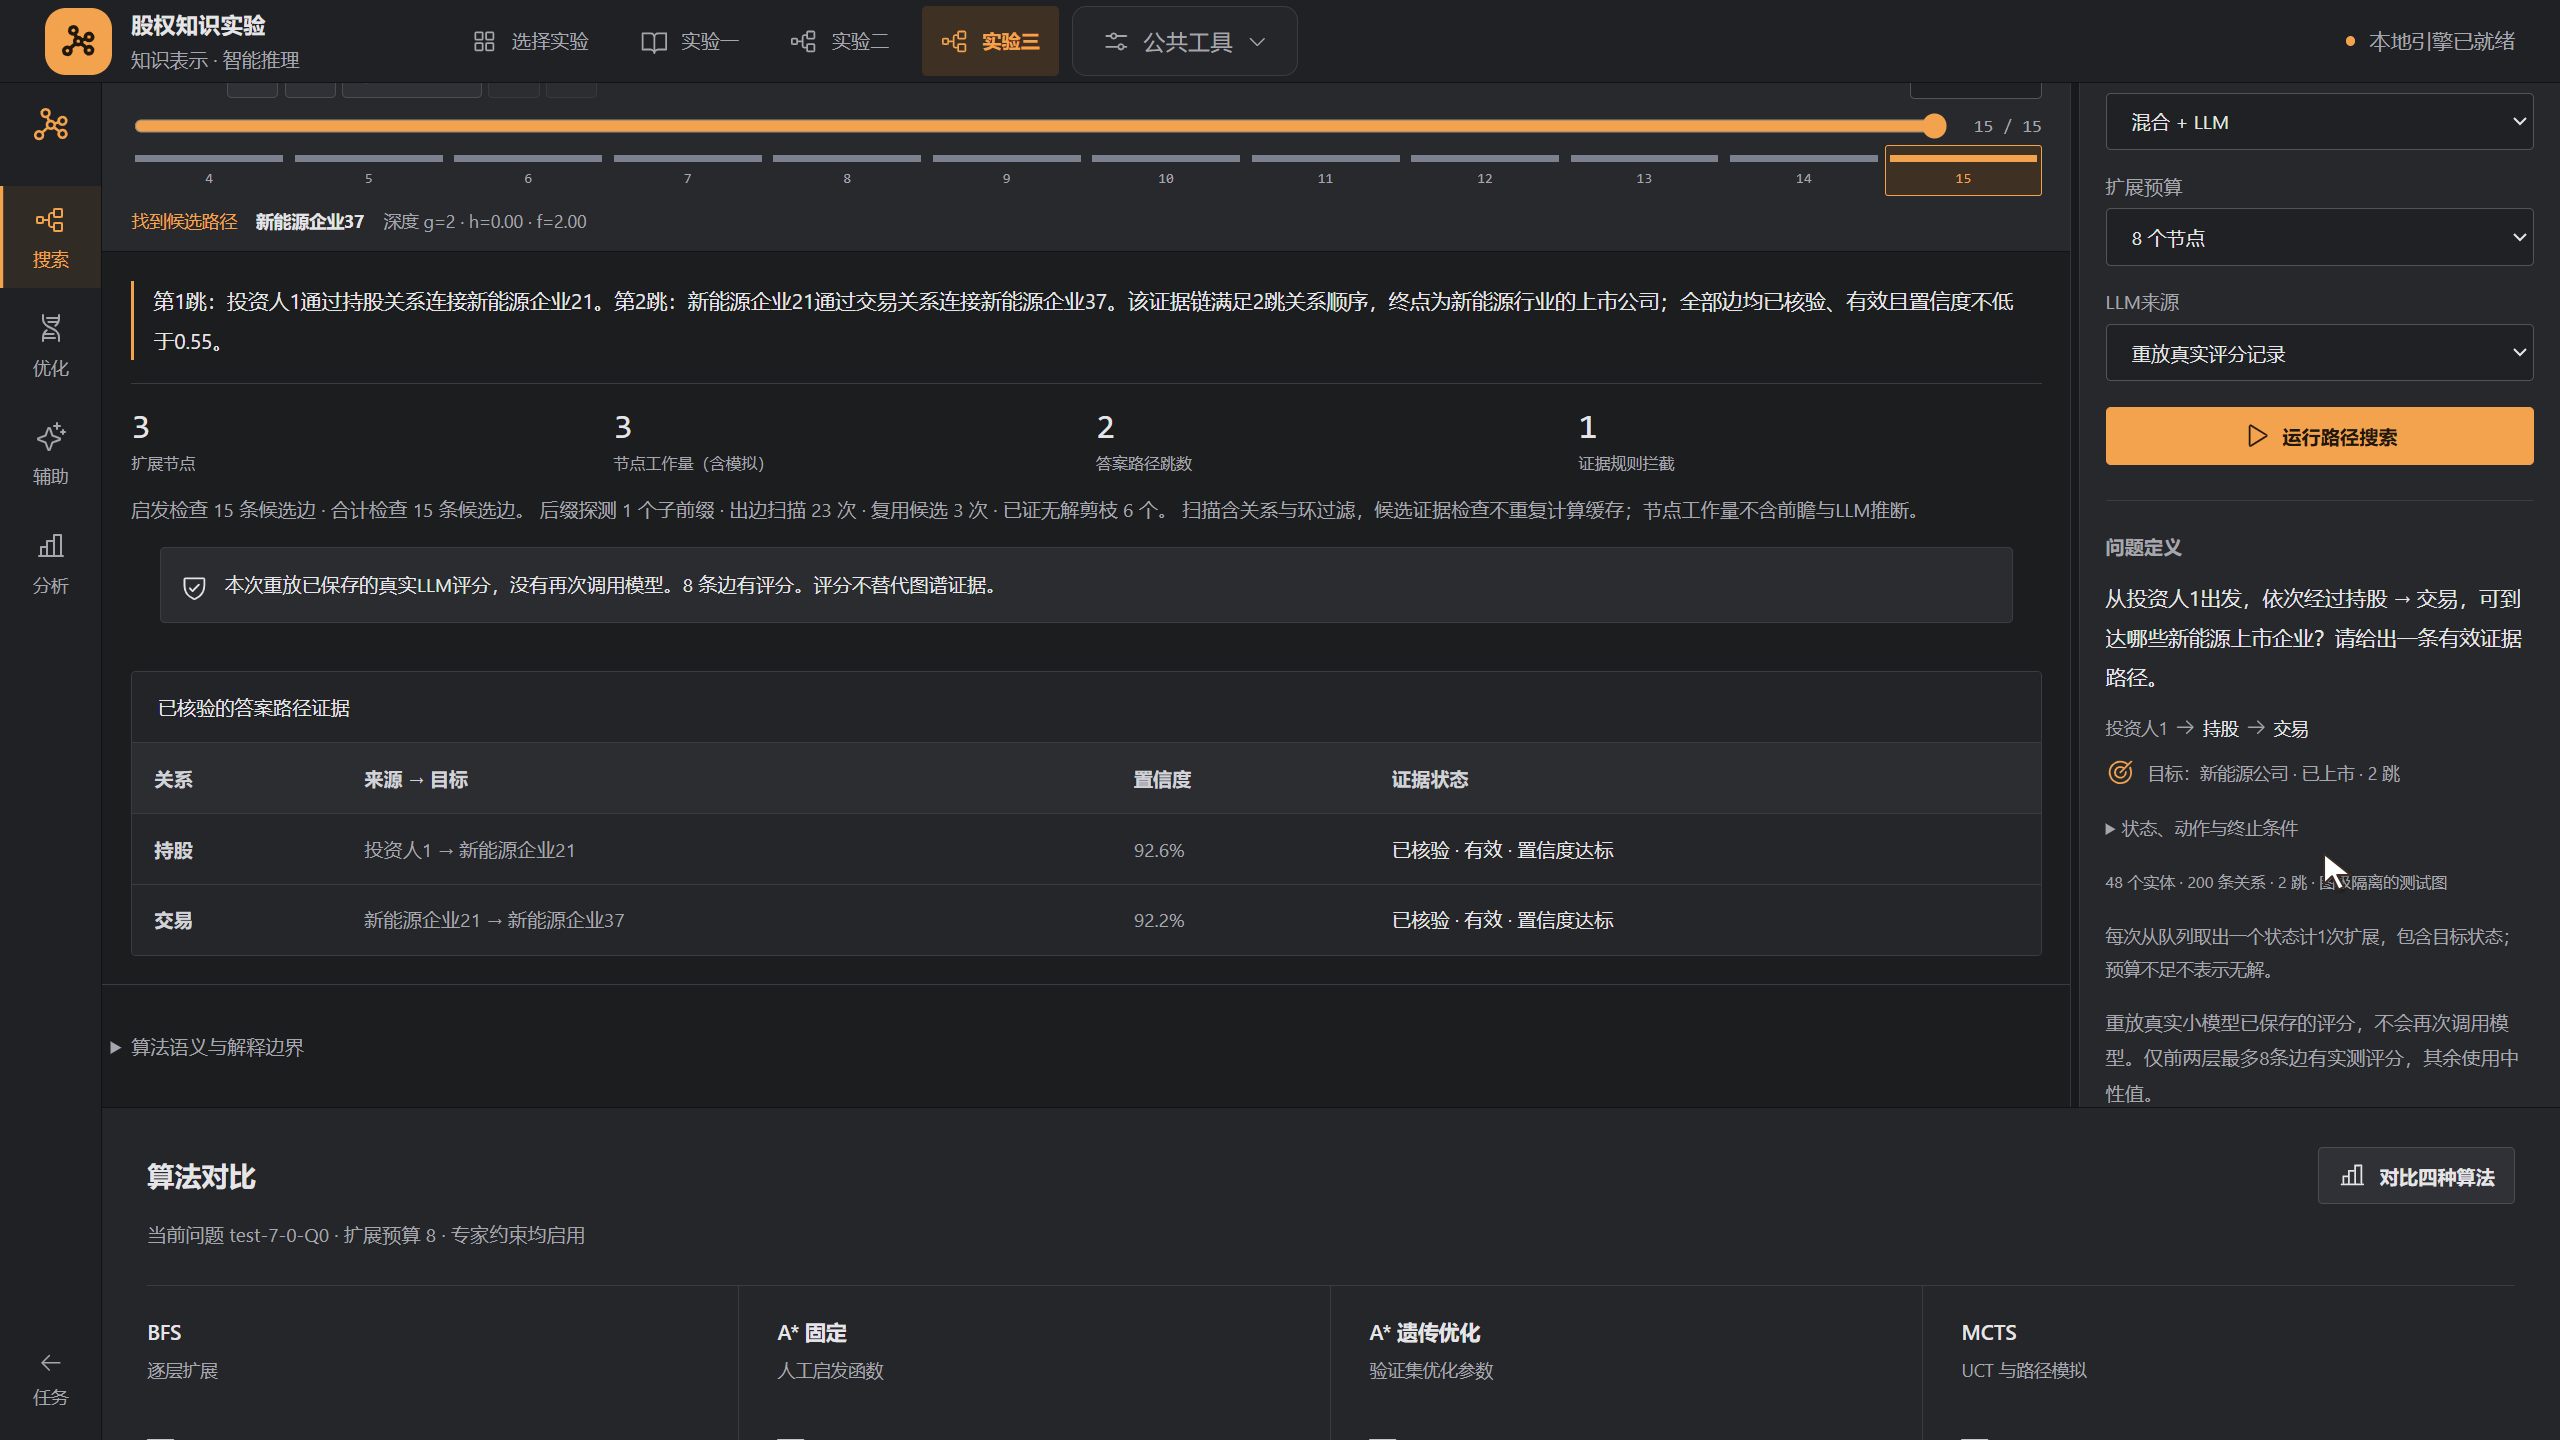 股权知识实验
知识表示 · 智能推理
选择实验
实验一
实验二
实验三
公共工具
本地引擎已就绪
搜索
优化
辅助
分析
任务
15 / 15
4 5 6 7 8 9 10 11 12 13 14 15
找到候选路径 新能源企业37 深度 g=2 · h=0.00 · f=2.00
第1跳：投资人1通过持股关系连接新能源企业21。第2跳：新能源企业21通过交易关系连接新能源企业37。该证据链满足2跳关系顺序，终点为新能源行业的上市公司；全部边均已核验、有效且置信度不低
于0.55。
3
扩展节点
3
节点工作量（含模拟）
2
答案路径跳数
1
证据规则拦截
启发检查 15 条候选边 · 合计检查 15 条候选边。 后缀探测 1 个子前缀 · 出边扫描 23 次 · 复用候选 3 次 · 已证无解剪枝 6 个。 扫描含关系与环过滤，候选证据检查不重复计算缓存；节点工作量不含前瞻与LLM推断。
本次重放已保存的真实LLM评分，没有再次调用模型。8 条边有评分。评分不替代图谱证据。
已核验的答案路径证据
关系 来源 → 目标 置信度 证据状态
持股 投资人1 → 新能源企业21 92.6% 已核验 · 有效 · 置信度达标
交易 新能源企业21 → 新能源企业37 92.2% 已核验 · 有效 · 置信度达标
▶ 算法语义与解释边界
混合 + LLM
扩展预算
8 个节点
LLM来源
重放真实评分记录
运行路径搜索
问题定义
从投资人1出发，依次经过持股 → 交易，可到
达哪些新能源上市企业？请给出一条有效证据
路径。
投资人1 → 持股 → 交易
目标：新能源公司 · 已上市 · 2 跳
▶ 状态、动作与终止条件
48 个实体 · 200 条关系 · 2 跳 · 图级隔离的测试图
每次从队列取出一个状态计1次扩展，包含目标状态；
预算不足不表示无解。
重放真实小模型已保存的评分，不会再次调用模
型。仅前两层最多8条边有实测评分，其余使用中
性值。
算法对比
对比四种算法
当前问题 test-7-0-Q0 · 扩展预算 8 · 专家约束均启用
BFS
逐层扩展
A* 固定
人工启发函数
A* 遗传优化
验证集优化参数
MCTS
UCT 与路径模拟